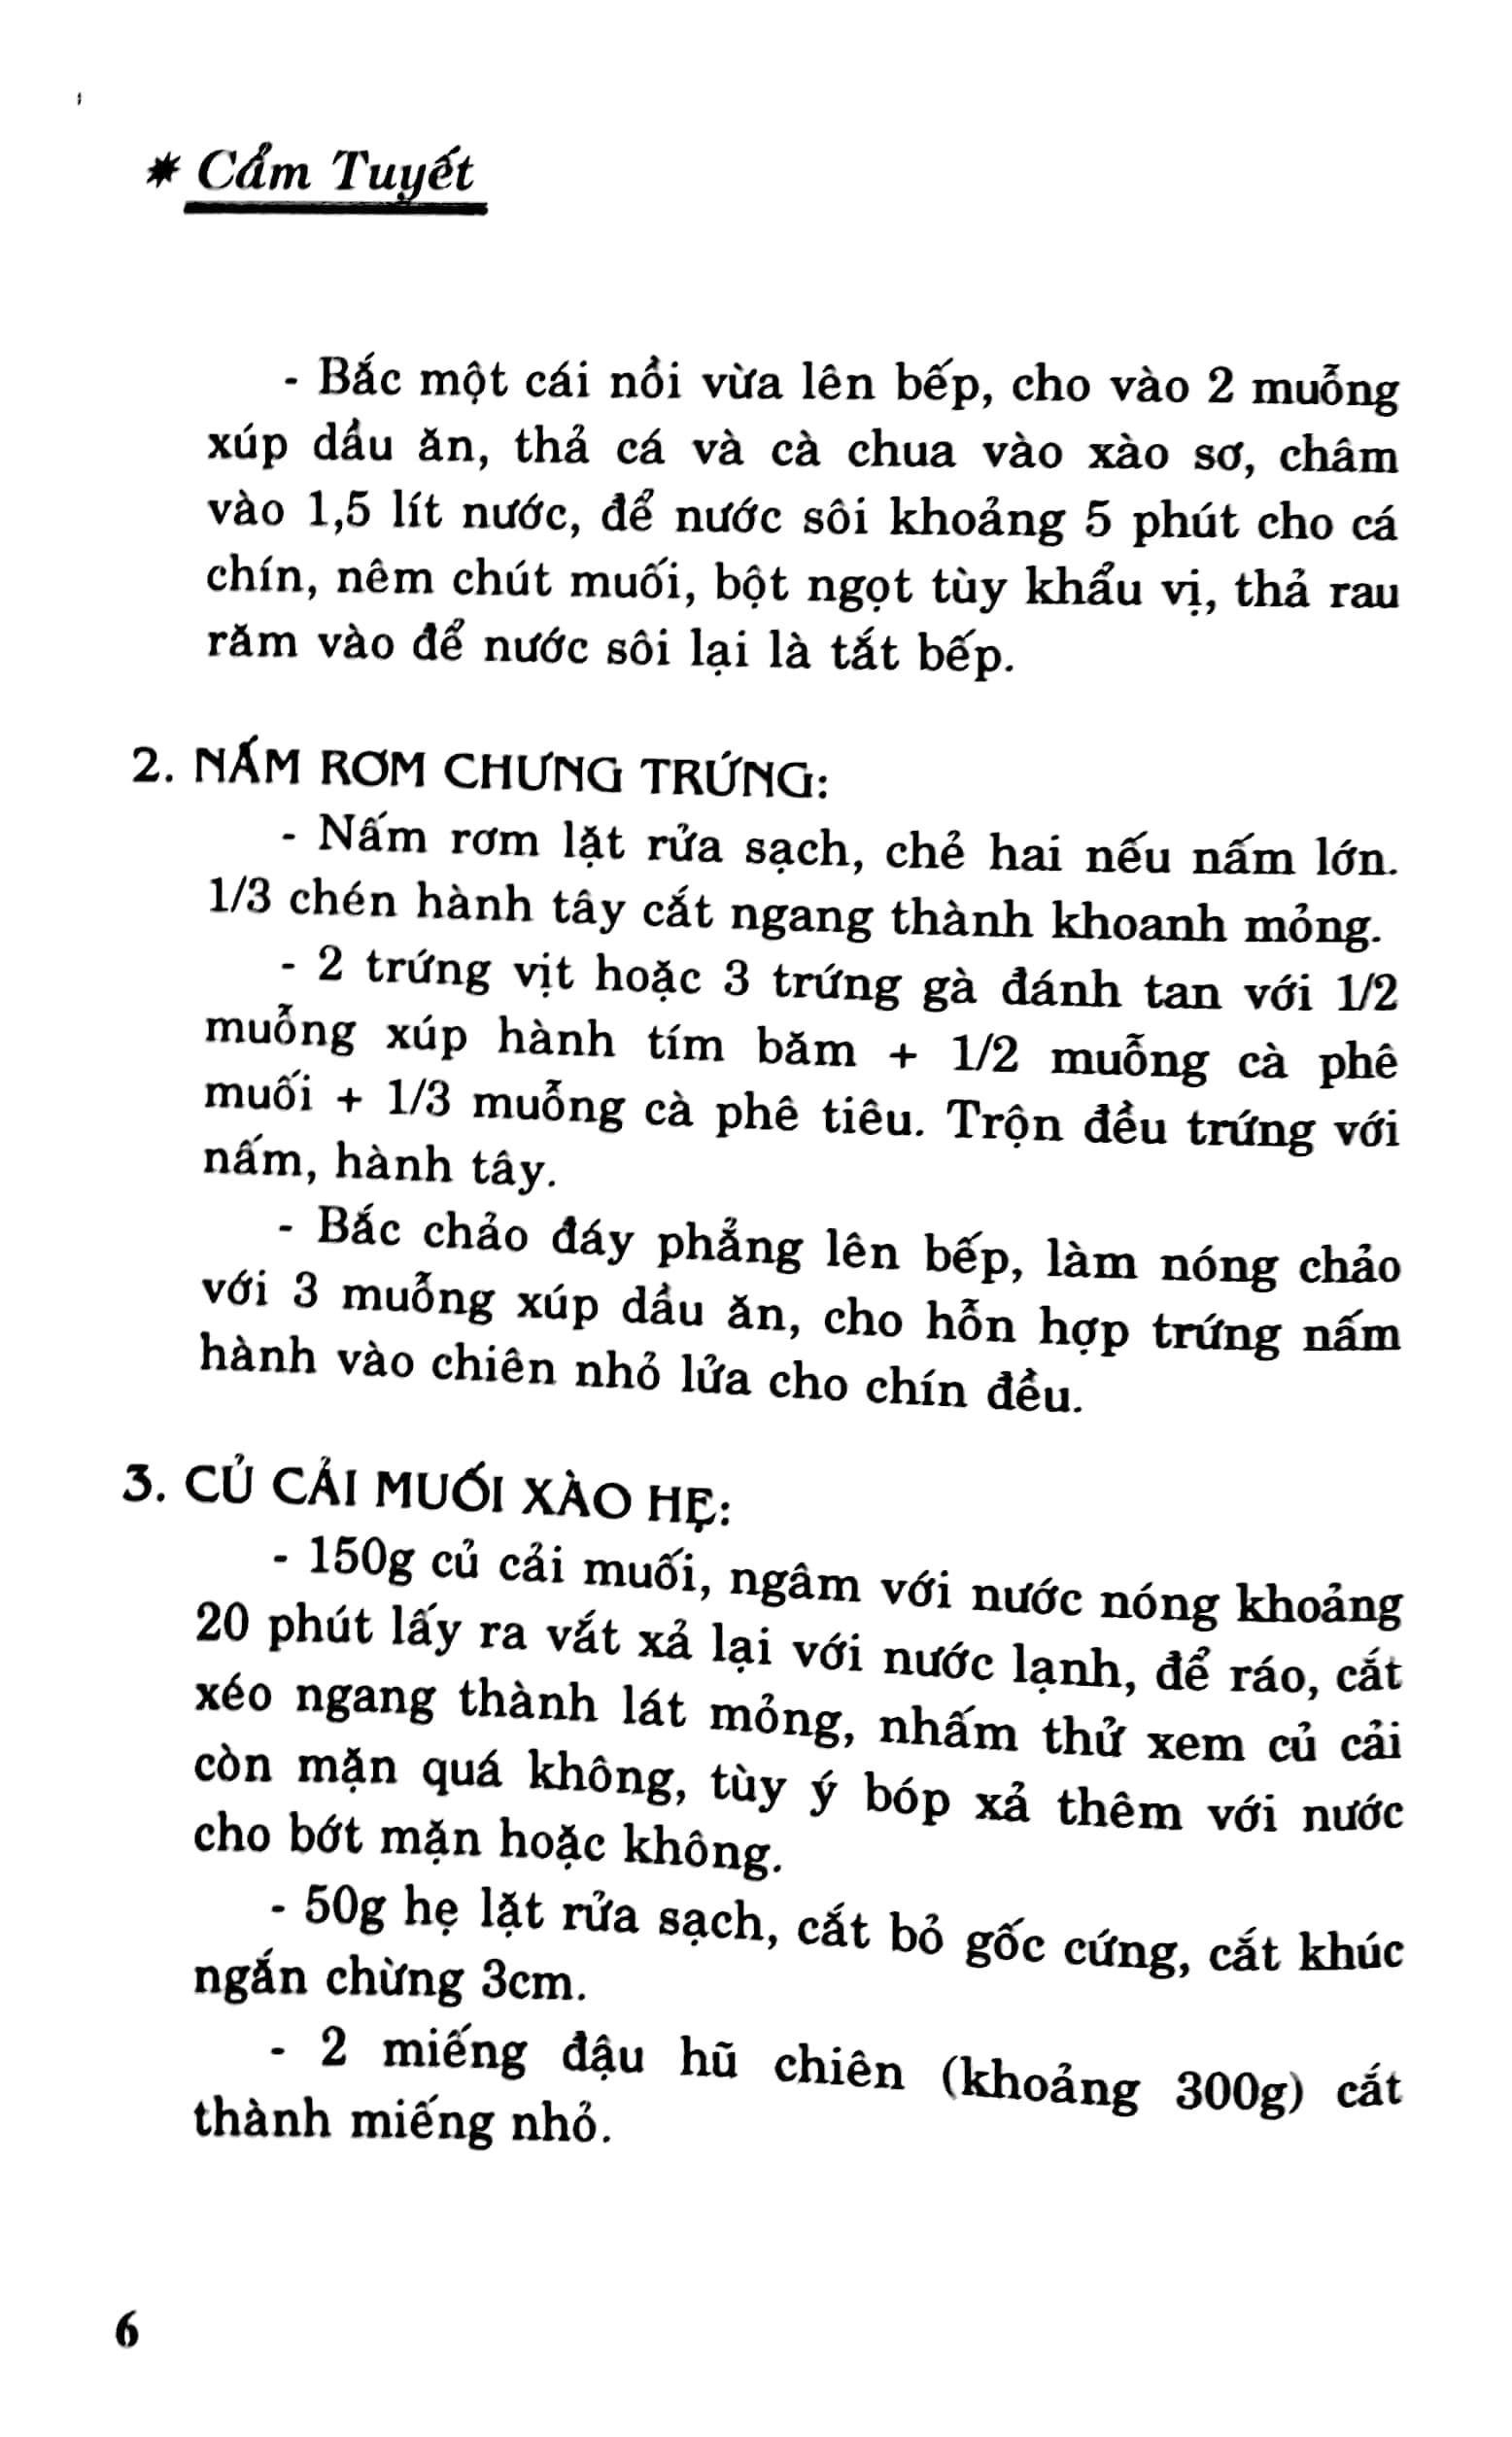 * Cẩm Tuyết
- Bắc một cái nồi vừa lên bếp, cho vào 2 muỗng
xúp dầu ăn, thả cá và cà chua vào xào sơ, châm
vào 1,5 lít nước, để nước sôi khoảng 5 phút cho cá
chín, nêm chút muối, bột ngọt tùy khẩu vị, thả rau
răm vào để nước sôi lại là tắt bếp.
2. NẤM RƠM CHƯNG TRỨNG:
- Nấm rơm lặt rửa sạch, chẻ hai nếu nấm lớn.
1/3 chén hành tây cắt ngang thành khoanh mỏng.
- 2 trứng vịt hoặc 3 trứng gà đánh tan với 1/2
muỗng xúp hành tím băm + 1/2 muỗng cà phê
muối + 1/3 muỗng cà phê tiêu. Trộn đều trứng với
nấm, hành tây.
- Bắc chảo đáy phẳng lên bếp, làm nóng chảo
với 3 muỗng xúp dầu ăn, cho hỗn hợp trứng nấm
hành vào chiên nhỏ lửa cho chín đều.
3. CỦ CẢI MUỐI XÀO HẸ:
- 150g củ cải muối, ngâm với nước nóng khoảng
20 phút lấy ra vắt xả lại với nước lạnh, để ráo, cắt
xéo ngang thành lát mỏng, nhấm thử xem củ cải
còn mặn quá không, tùy ý bóp xả thêm với nước
cho bớt mặn hoặc không.
- 50g hẹ lặt rửa sạch, cắt bỏ gốc cứng, cắt khúc
ngắn chừng 3cm.
- 2 miếng đậu hũ chiên (khoảng 300g) cắt
thành miếng nhỏ.
6